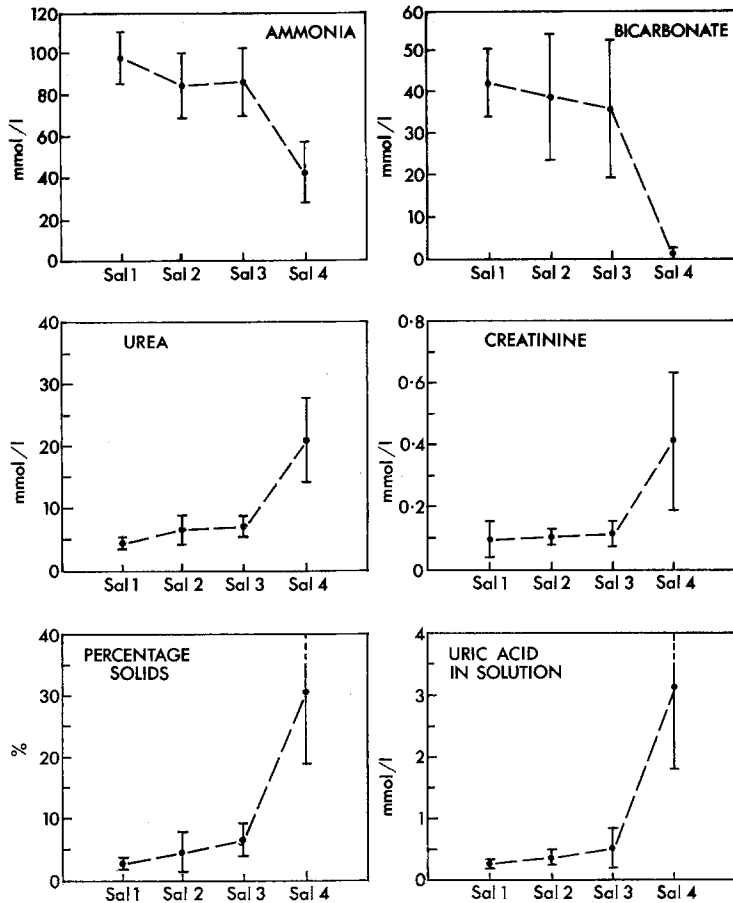 AMMONIA
120
100
80
60
40
20
0
mmol/l
Sal 1 Sal 2 Sal 3 Sal 4
BICARBONATE
60
50
40
30
20
10
0
mmol/l
Sal 1 Sal 2 Sal 3 Sal 4
UREA
40
30
20
10
0
mmol/l
Sal 1 Sal 2 Sal 3 Sal 4
CREATININE
0·8
0·6
0·4
0·2
0
mmol/l
Sal 1 Sal 2 Sal 3 Sal 4
PERCENTAGE
SOLIDS
40
30
20
10
0
%
Sal 1 Sal 2 Sal 3 Sal 4
URIC ACID
IN SOLUTION
4
3
2
1
0
mmol/l
Sal 1 Sal 2 Sal 3 Sal 4